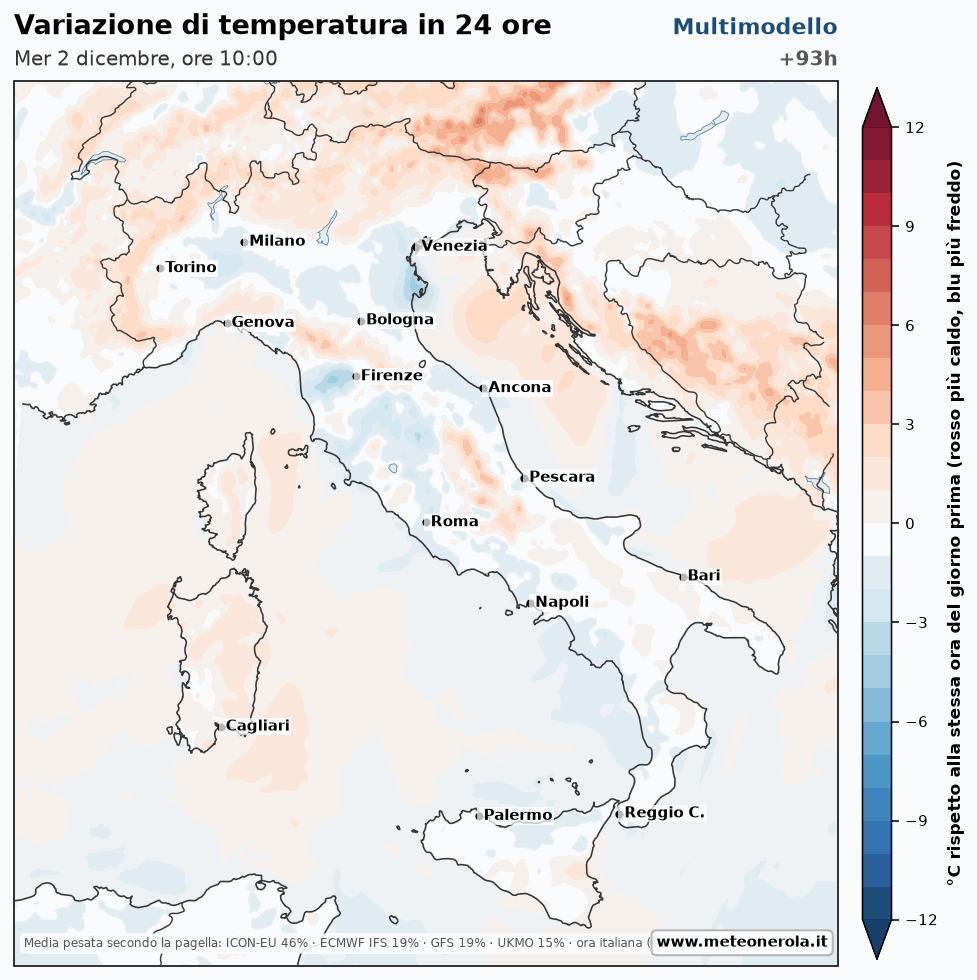 Variazione di temperatura in 24 ore
Multimodello
Mer 2 dicembre, ore 10:00
+93h
Milano
Venezia
Torino
Genova
Bologna
Firenze
Ancona
Pescara
Roma
Bari
Napoli
Cagliari
Palermo
Reggio C.
12
9
6
3
0
−3
−6
−9
−12
°C rispetto alla stessa ora del giorno prima (rosso più caldo, blu più freddo)
Media pesata secondo la pagella: ICON-EU 46% · ECMWF IFS 19% · GFS 19% · UKMO 15% · ora italiana (
www.meteonerola.it